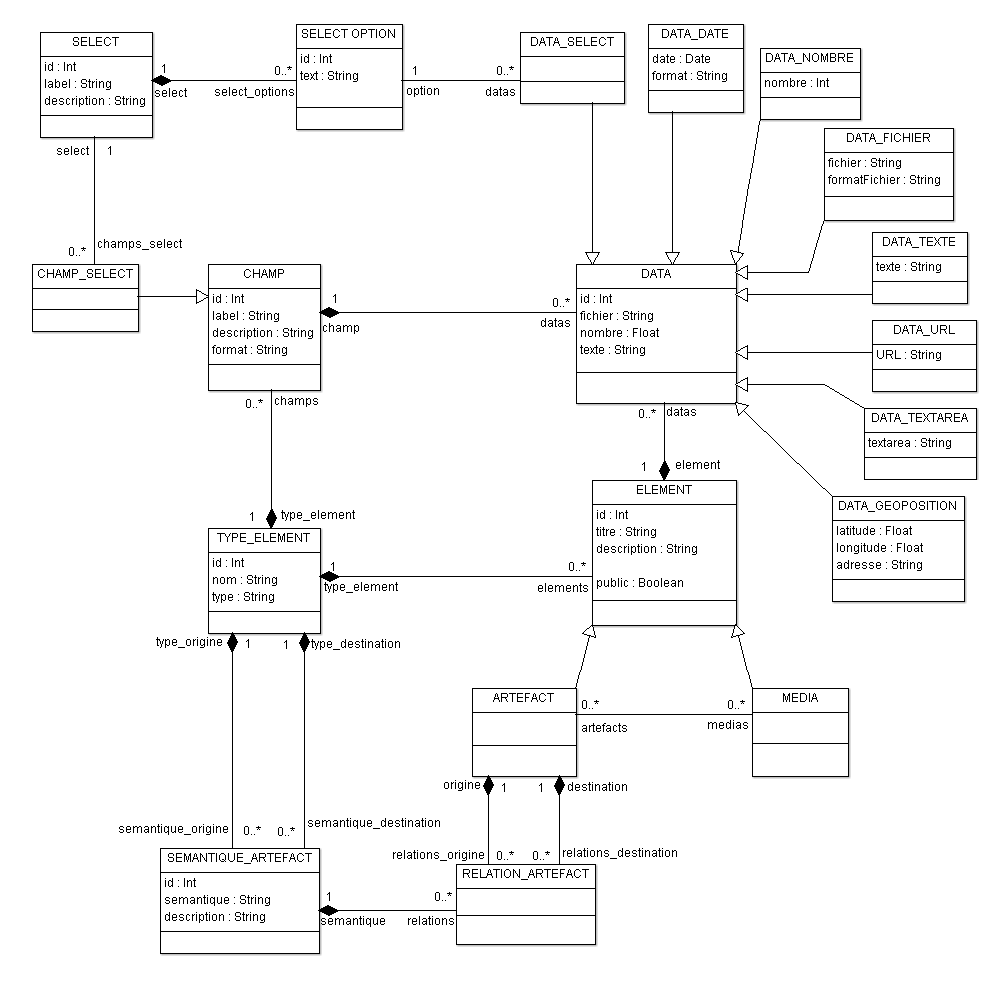 SELECT
id : Int
label : String
description : String
1
select
0..*
select_options
SELECT OPTION
id : Int
text : String
1
option
0..*
datas
DATA_SELECT
DATA_DATE
date : Date
format : String
DATA_NOMBRE
nombre : Int
DATA_FICHIER
fichier : String
formatFichier : String
select
1
0..*
champs_select
CHAMP_SELECT
CHAMP
id : Int
label : String
description : String
format : String
1
champ
0..*
datas
DATA
id : Int
fichier : String
nombre : Float
texte : String
DATA_TEXTE
texte : String
DATA_URL
URL : String
DATA_TEXTAREA
textarea : String
DATA_GEOPOSITION
latitude : Float
longitude : Float
adresse : String
0..*
champs
0..*
datas
1
element
ELEMENT
id : Int
titre : String
description : String
public : Boolean
1
type_element
TYPE_ELEMENT
id : Int
nom : String
type : String
1
type_element
0..*
elements
type_origine
1
1
type_destination
ARTEFACT
0..*
artefacts
0..*
medias
MEDIA
origine
1
1
destination
semantique_origine
0..*
0..*
semantique_destination
relations_origine
0..*
0..*
relations_destination
SEMANTIQUE_ARTEFACT
id : Int
semantique : String
description : String
1
semantique
0..*
relations
RELATION_ARTEFACT